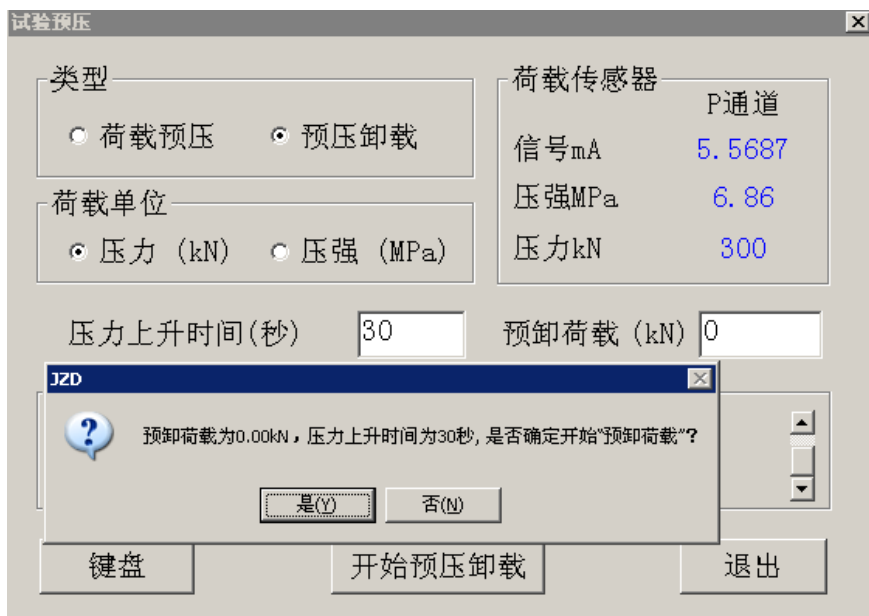 试验预压
类型
荷载预压 预压卸载
荷载单位
压力 (kN) 压强 (MPa)
荷载传感器
P通道
信号mA 5.5687
压强MPa 6.86
压力kN 300
压力上升时间(秒) 30 预卸荷载 (kN) 0
JZD
预卸荷载为0.00kN，压力上升时间为30秒, 是否确定开始"预卸荷载"?
是(Y) 否(N)
键盘 开始预压卸载 退出